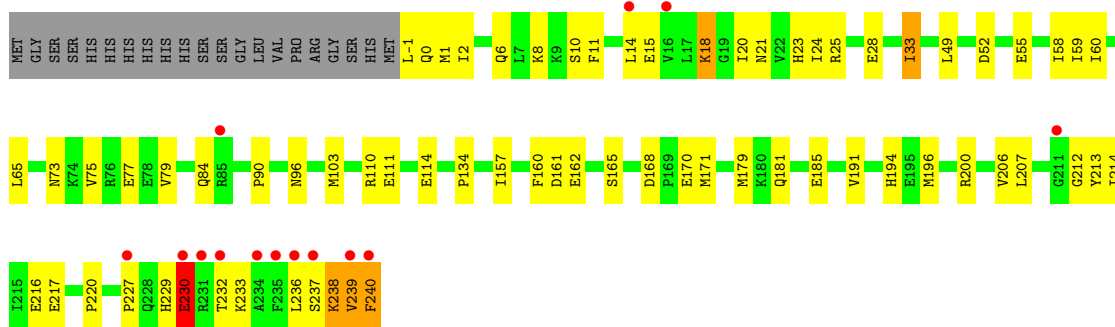 MET GLY SER SER HIS HIS HIS HIS HIS HIS SER SER GLY LEU VAL PRO ARG GLY SER HIS MET L-1 Q0 M1 I2 Q6 L7 K8 K9 S10 F11 L14 E15 V16 L17 K18 G19 I20 N21 V22 H23 I24 R25 E28 I33 L49 D52 E55 I58 I59 I60
L65 N73 K74 V75 R76 E77 E78 V79 Q84 R85 P90 N96 M103 R110 E111 E114 P134 I157 F160 D161 E162 S165 D168 P169 E170 M171 M179 K180 Q181 E185 V191 H194 E195 M196 R200 V206 L207 G211 G212 Y213
I215 E216 E217 P220 P227 Q228 H229 E230 R231 T232 K233 A234 F235 L236 S237 K238 V239 F240